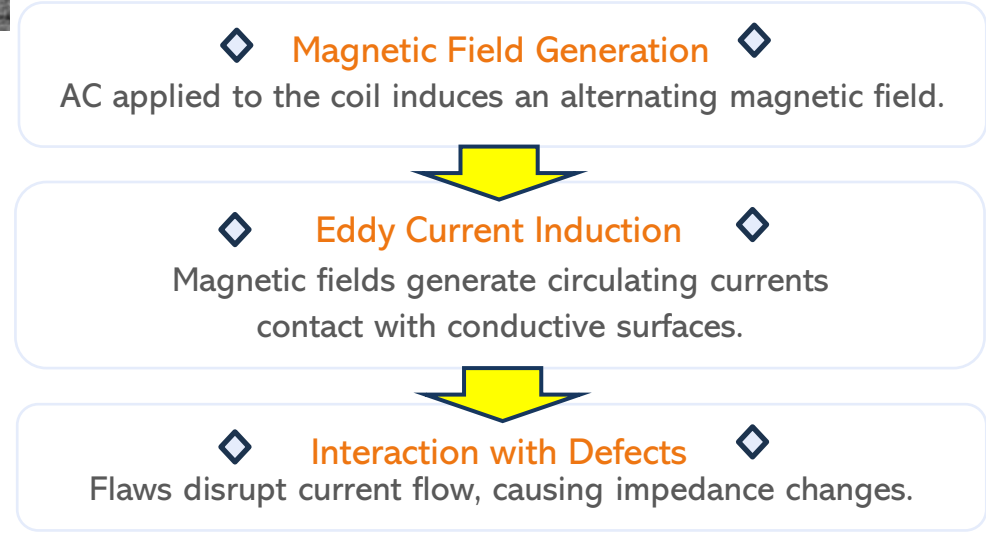 Magnetic Field Generation
AC applied to the coil induces an alternating magnetic field.
Eddy Current Induction
Magnetic fields generate circulating currents
contact with conductive surfaces.
Interaction with Defects
Flaws disrupt current flow, causing impedance changes.